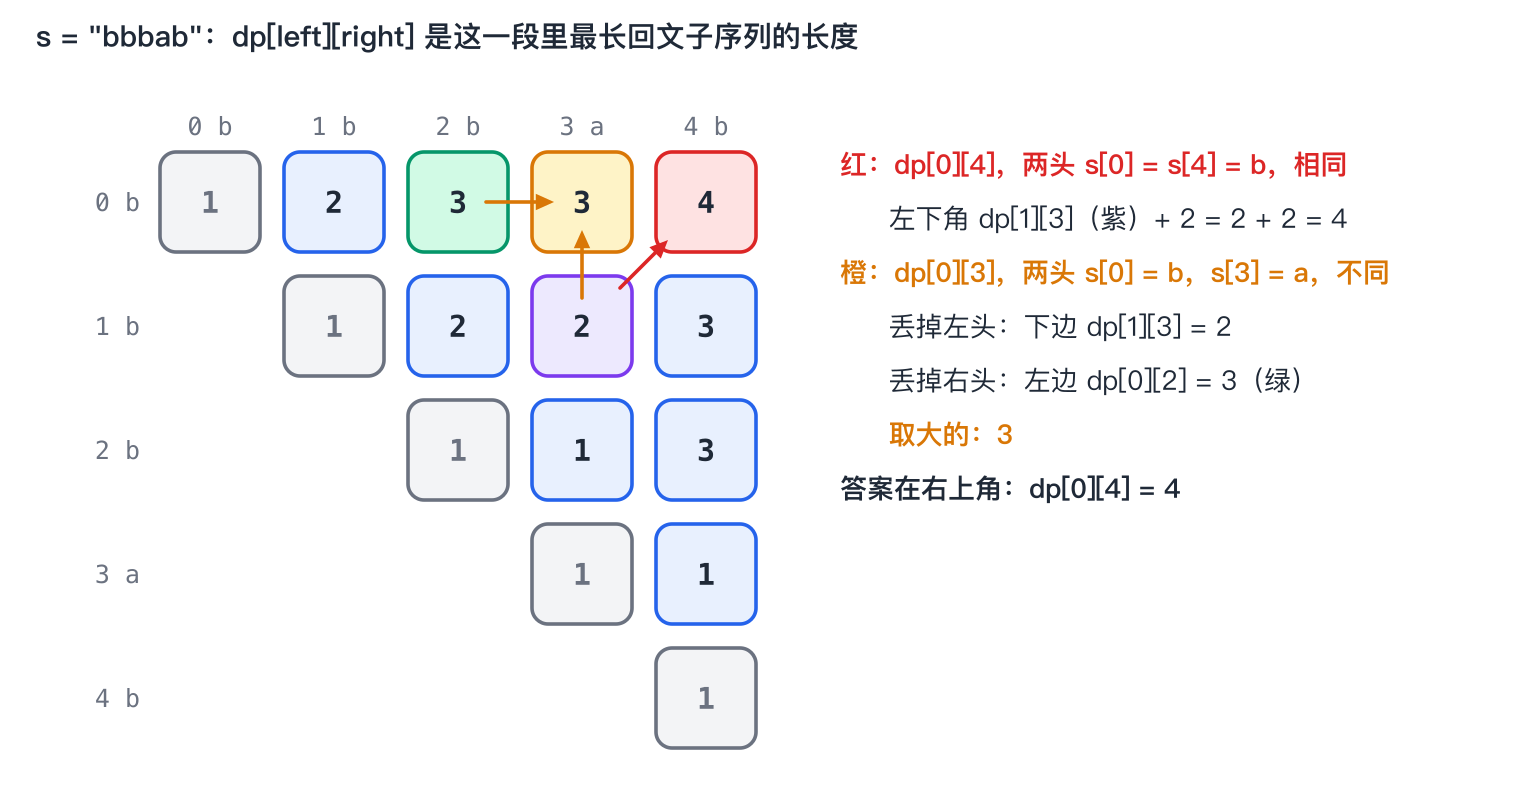 s = "bbbab"：dp[left][right] 是这一段里最长回文子序列的长度
0 b 1 b 2 b 3 a 4 b
0 b 1 2 3 3 4
1 b 1 2 2 3
2 b 1 1 3
3 a 1 1
4 b 1
红：dp[0][4]，两头 s[0] = s[4] = b，相同
左下角 dp[1][3]（紫）+ 2 = 2 + 2 = 4
橙：dp[0][3]，两头 s[0] = b，s[3] = a，不同
丢掉左头：下边 dp[1][3] = 2
丢掉右头：左边 dp[0][2] = 3（绿）
取大的：3
答案在右上角：dp[0][4] = 4